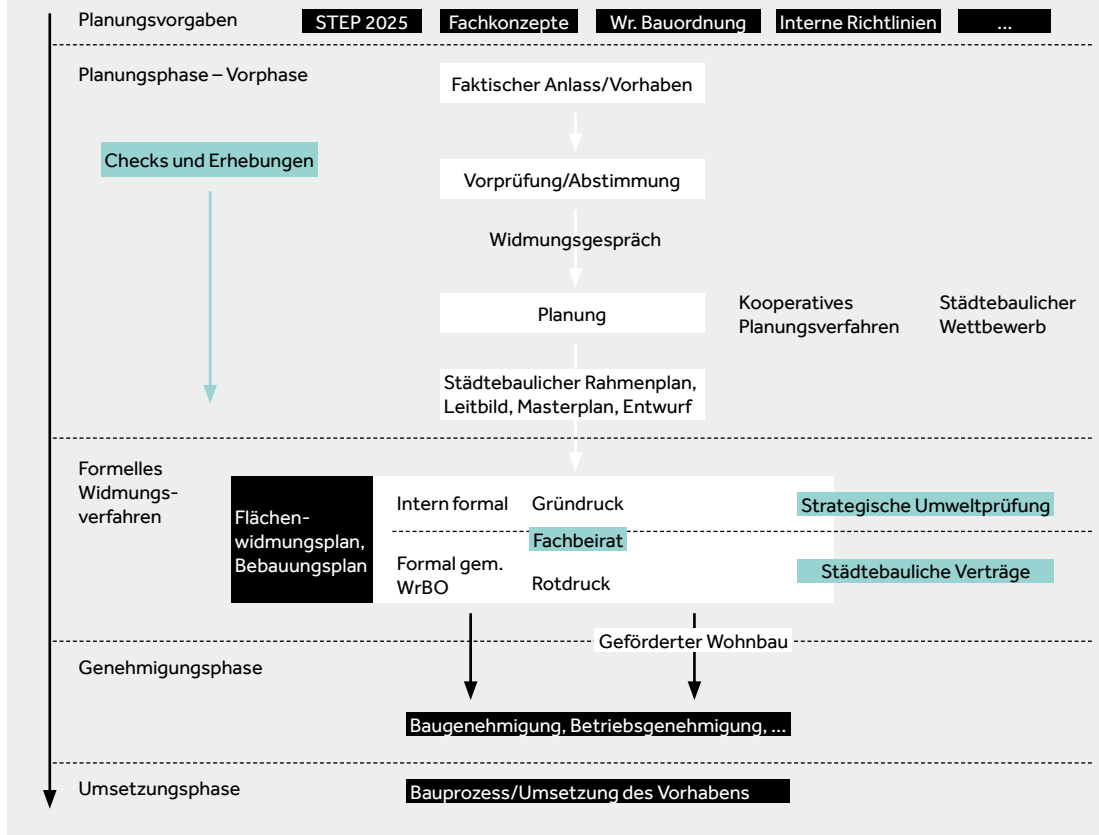 Planungsvorgaben
STEP 2025
Fachkonzepte
Wr. Bauordnung
Interne Richtlinien
...
Planungsphase – Vorphase
Faktischer Anlass/Vorhaben
Checks und Erhebungen
Vorprüfung/Abstimmung
Widmungsgespräch
Planung
Kooperatives
Planungsverfahren
Städtebaulicher
Wettbewerb
Städtebaulicher Rahmenplan,
Leitbild, Masterplan, Entwurf
Formelles
Widmungs-
verfahren
Flächen-
widmungsplan,
Bebauungsplan
Intern formal
Gründruck
Strategische Umweltprüfung
Fachbeirat
Formal gem.
WrBO
Rotdruck
Städtebauliche Verträge
Geförderter Wohnbau
Genehmigungsphase
Baugenehmigung, Betriebsgenehmigung, ...
Umsetzungsphase
Bauprozess/Umsetzung des Vorhabens